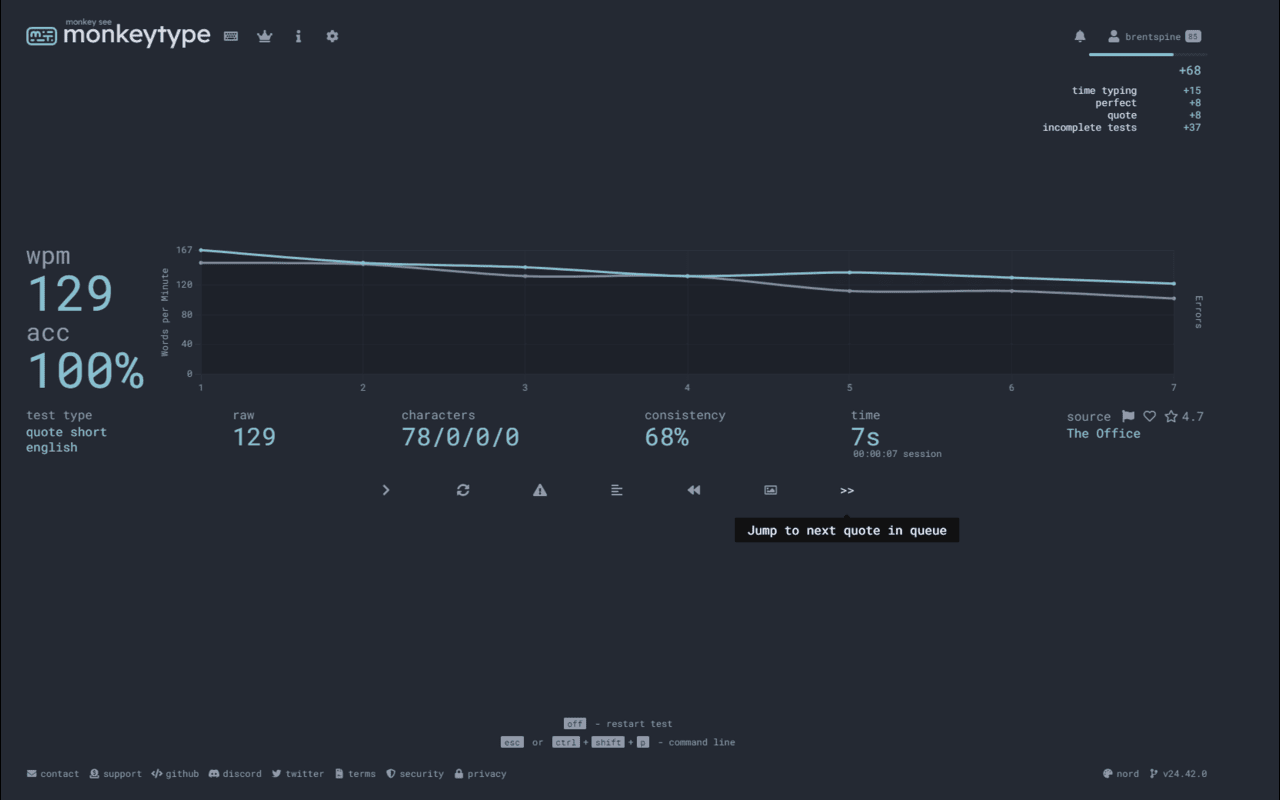 monkey see
monkeytype
brentspine 85
+68
time typing +15
perfect +8
quote +8
incomplete tests +37
wpm
129
acc
100%
Words per Minute
167
120
80
40
0
1 2 3 4 5 6 7
Errors
test type
quote short
english
raw
129
characters
78/0/0/0
consistency
68%
time
7s
00:00:07 session
source 4.7
The Office
>>
Jump to next quote in queue
off - restart test
esc or ctrl + shift + p - command line
contact support github discord twitter terms security privacy
nord v24.42.0